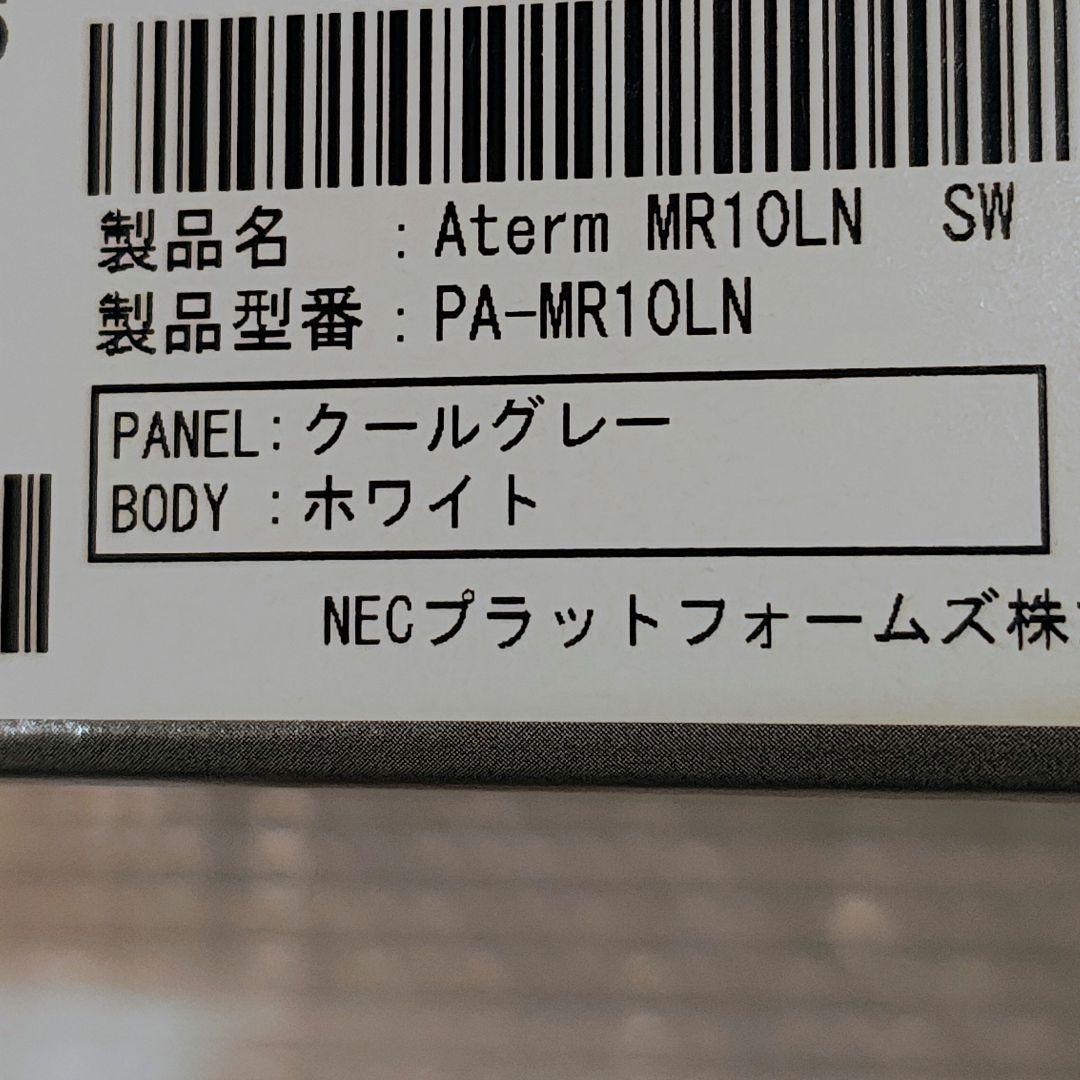 製品名 : Aterm MR10LN SW
製品型番 : PA-MR10LN
PANEL: クールグレー
BODY : ホワイト
NECプラットフォームズ株